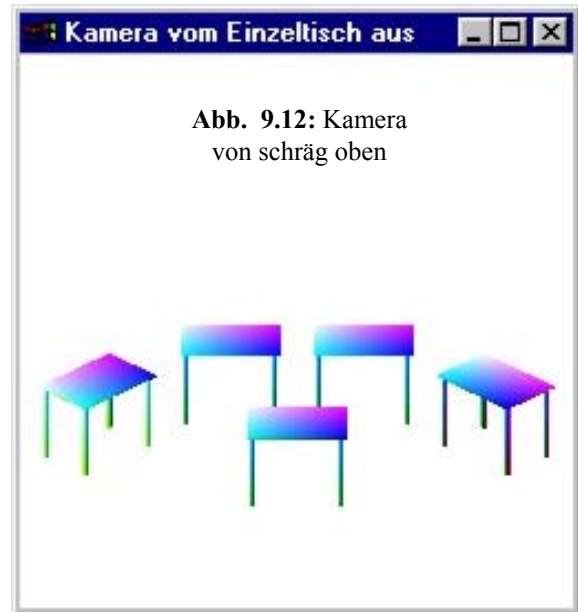 Kamera vom Einzeltisch aus
Abb. 9.12: Kamera
von schräg oben